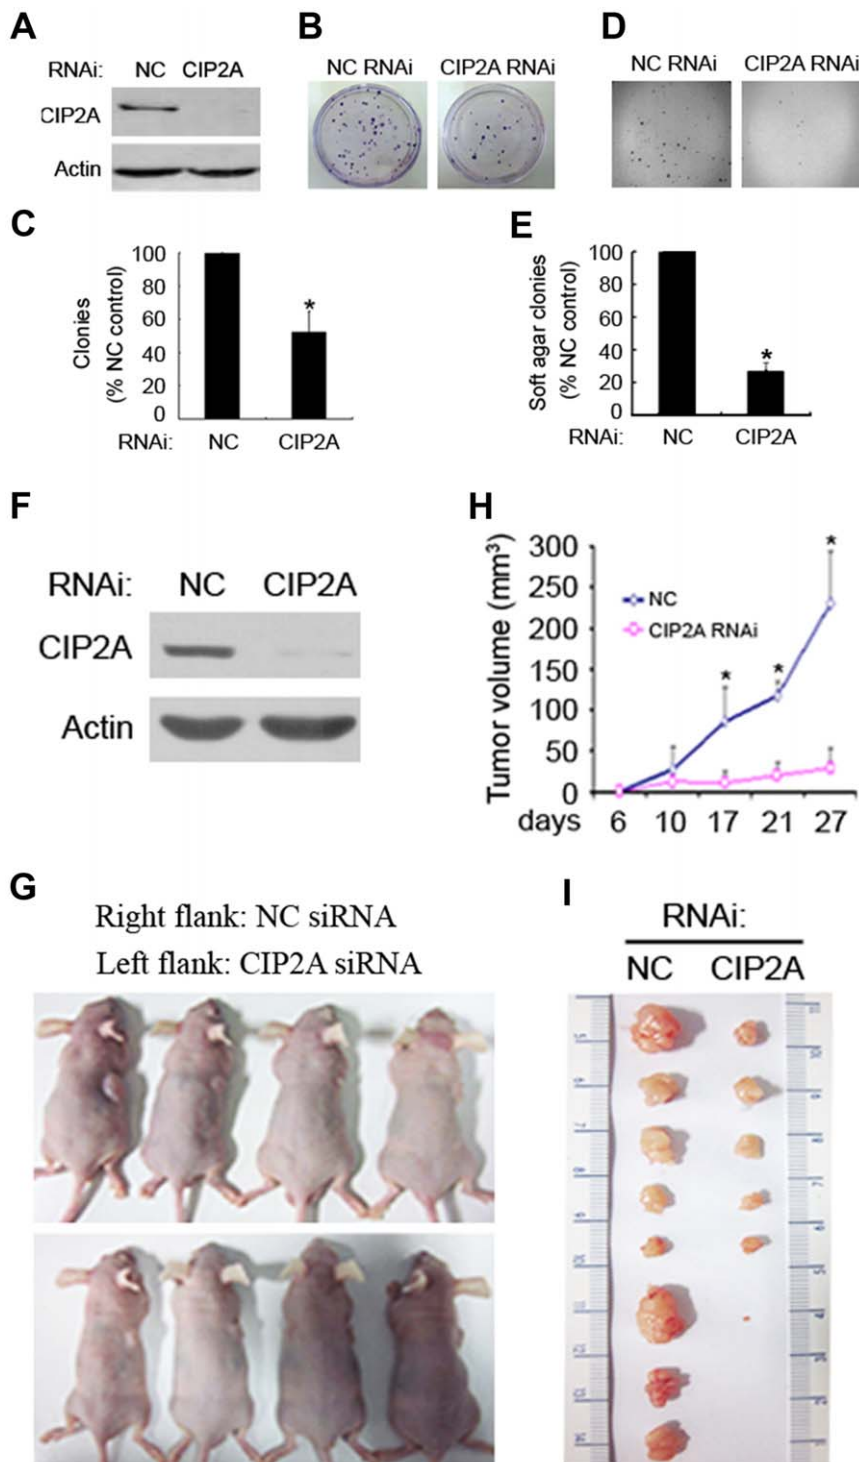 A
RNAi: NC CIP2A
CIP2A
Actin
B
NC RNAi CIP2A RNAi
D
NC RNAi CIP2A RNAi
C
Clonies
(% NC control)
100
80
60
40
20
0
*
RNAi: NC CIP2A
E
Soft agar clonies
(% NC control)
100
80
60
40
20
0
*
RNAi: NC CIP2A
F
RNAi: NC CIP2A
CIP2A
Actin
H
Tumor volume (mm³)
300
250
200
150
100
50
0
NC
CIP2A RNAi
* * *
days 6 10 17 21 27
G
Right flank: NC siRNA
Left flank: CIP2A siRNA
I
RNAi:
NC CIP2A